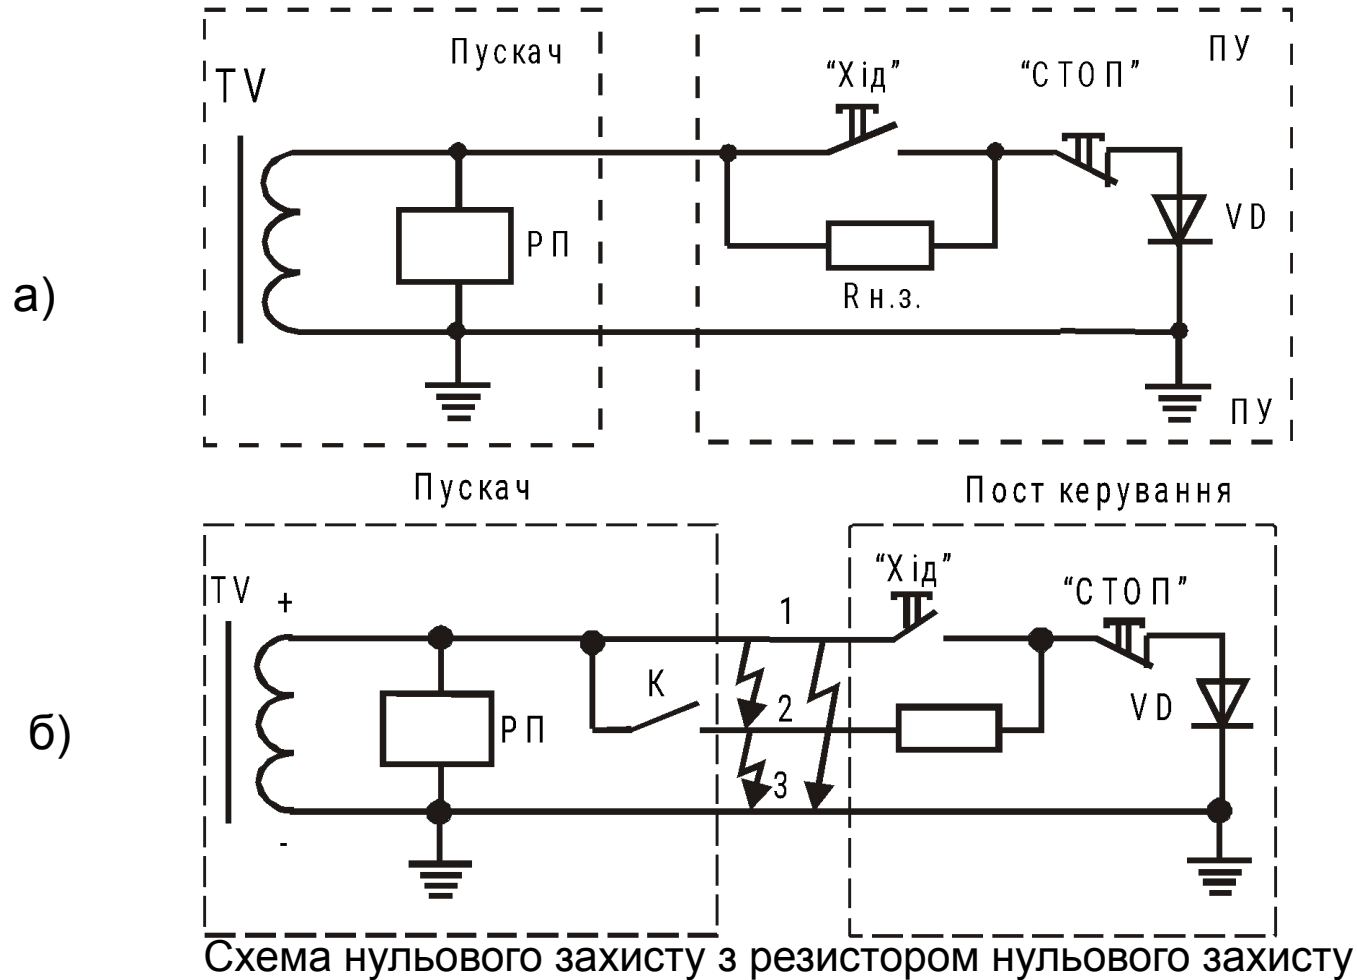 Пускач
ПУ
TV
“Хід”
“СТОП”
РП
VD
Rн.з.
а)
ПУ
Пускач
Пост керування
TV
+
1
“Хід”
“СТОП”
К
2
РП
VD
б)
3
-
Схема нульового захисту з резистором нульового захисту